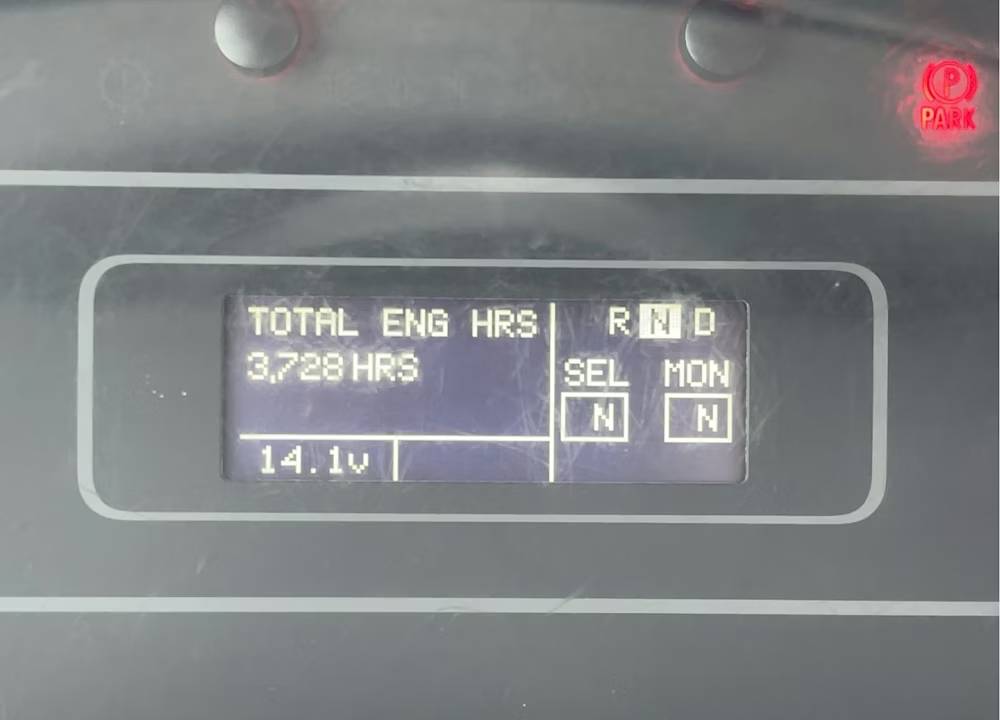 P
PARK
TOTAL ENG HRS
3,728 HRS
14.1v
R N D
SEL MON
N N